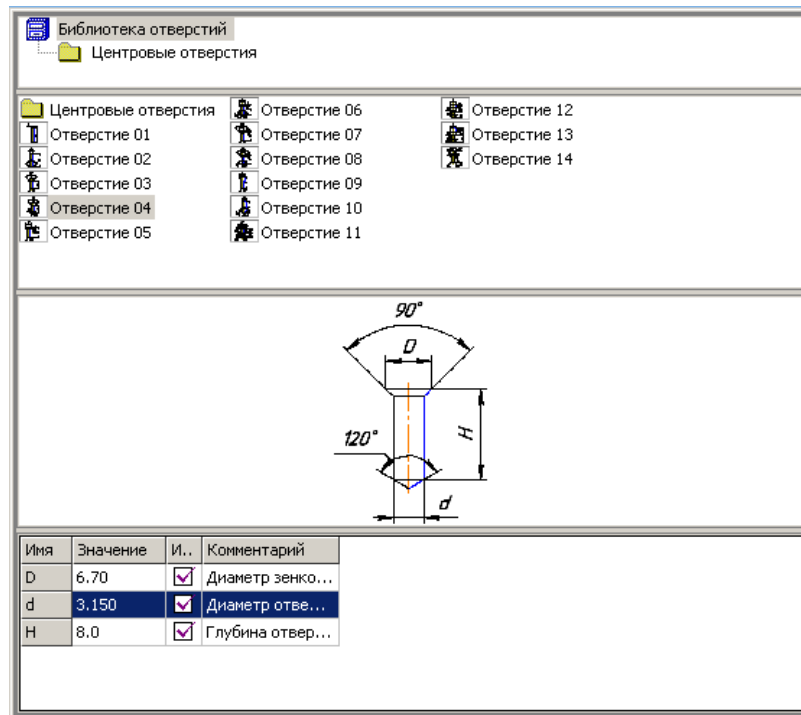 Библиотека отверстий
Центровые отверстия
Центровые отверстия
Отверстие 01
Отверстие 02
Отверстие 03
Отверстие 04
Отверстие 05
Отверстие 06
Отверстие 07
Отверстие 08
Отверстие 09
Отверстие 10
Отверстие 11
Отверстие 12
Отверстие 13
Отверстие 14
90°
D
H
120°
d
Имя Значение И.. Комментарий
D 6.70 Диаметр зенко...
d 3.150 Диаметр отве...
H 8.0 Глубина отвер...